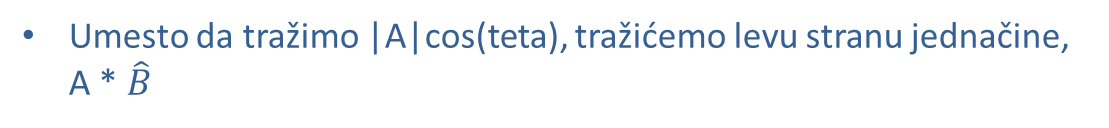 • Umesto da tražimo |A|cos(teta), tražićemo levu stranu jednačine,
A * B̂